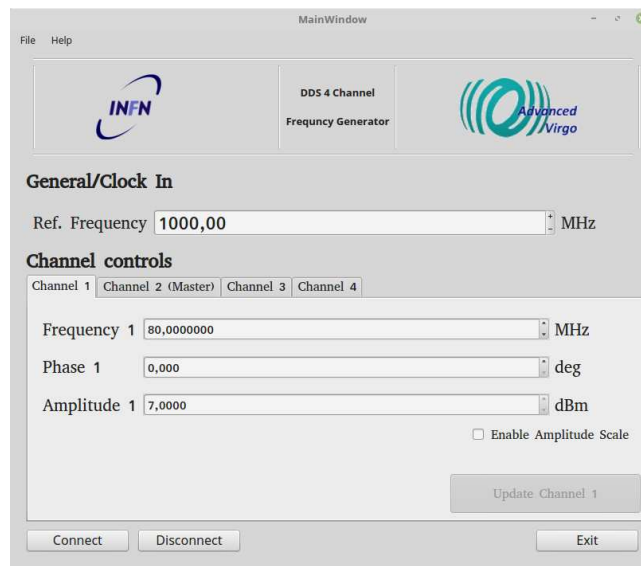 MainWindow
File Help
INFN
DDS 4 Channel
Frequncy Generator
Advanced
Virgo
General/Clock In
Ref. Frequency 1000,00 MHz
Channel controls
Channel 1 Channel 2 (Master) Channel 3 Channel 4
Frequency 1 80,0000000 MHz
Phase 1 0,000 deg
Amplitude 1 7,0000 dBm
Enable Amplitude Scale
Update Channel 1
Connect Disconnect Exit